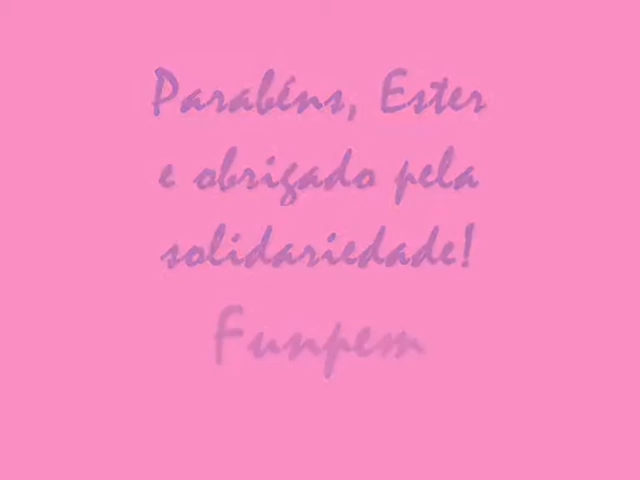 Parabéns, Ester
e obrigado pela
solidariedade!
Funpem